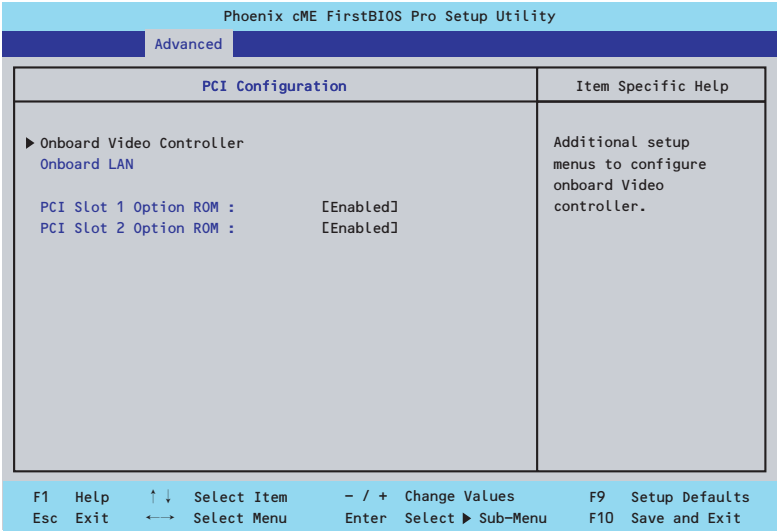 Phoenix cME FirstBIOS Pro Setup Utility
Advanced
PCI Configuration
Item Specific Help
▶ Onboard Video Controller
Onboard LAN
PCI Slot 1 Option ROM : [Enabled]
PCI Slot 2 Option ROM : [Enabled]
Additional setup
menus to configure
onboard Video
controller.
F1 Help ↑↓ Select Item - / + Change Values F9 Setup Defaults
Esc Exit ←→ Select Menu Enter Select ▶ Sub-Menu F10 Save and Exit